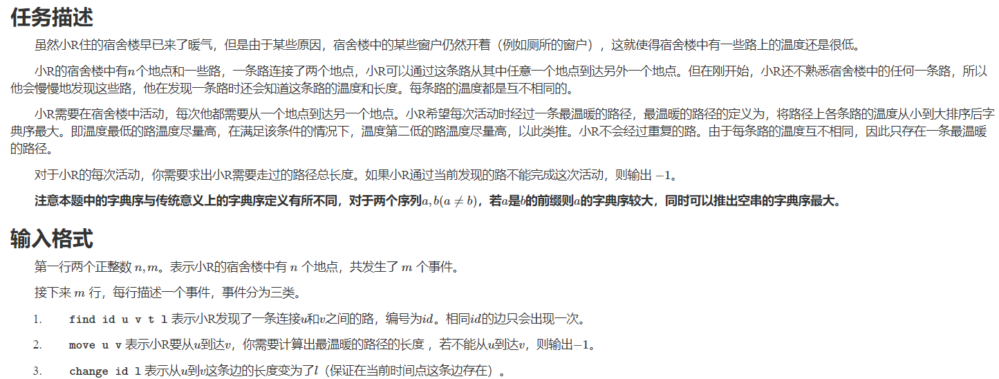 任务描述
虽然小R住的宿舍楼早已来了暖气，但是由于某些原因，宿舍楼中的某些窗户仍然开着（例如厕所的窗户），这就使得宿舍楼中有一些路上的温度还是很低。
小R的宿舍楼中有n个地点和一些路，一条路连接了两个地点，小R可以通过这条路从其中任意一个地点到达另外一个地点。但在刚开始，小R还不熟悉宿舍楼中的任何一条路，所以
他会慢慢地发现这些路，他在发现一条路时还会知道这条路的温度和长度。每条路的温度都是互不相同的。
小R需要在宿舍楼中活动，每次他都需要从一个地点到达另一个地点。小R希望每次活动时经过一条最温暖的路径，最温暖的路径的定义为，将路径上各条路的温度从小到大排序后字
典序最大。即温度最低的路温度尽量高，在满足该条件的情况下，温度第二低的路温度尽量高，以此类推。小R不会经过重复的路。由于每条路的温度互不相同，因此只存在一条最温暖
的路径。
对于小R的每次活动，你需要求出小R需要走过的路径总长度。如果小R通过当前发现的路不能完成这次活动，则输出 −1。
注意本题中的字典序与传统意义上的字典序定义有所不同，对于两个序列a,b(a ≠ b)，若a是b的前缀则a的字典序较大，同时可以推出空串的字典序最大。
输入格式
第一行两个正整数 n,m。表示小R的宿舍楼中有 n 个地点，共发生了 m 个事件。
接下来 m 行，每行描述一个事件，事件分为三类。
1. find id u v t l 表示小R发现了一条连接u和v之间的路，编号为id。相同id的边只会出现一次。
2. move u v 表示小R要从u到达v，你需要计算出最温暖的路径的长度 ，若不能从u到达v，则输出−1。
3. change id l 表示从u到v这条边的长度变为了l（保证在当前时间点这条边存在）。